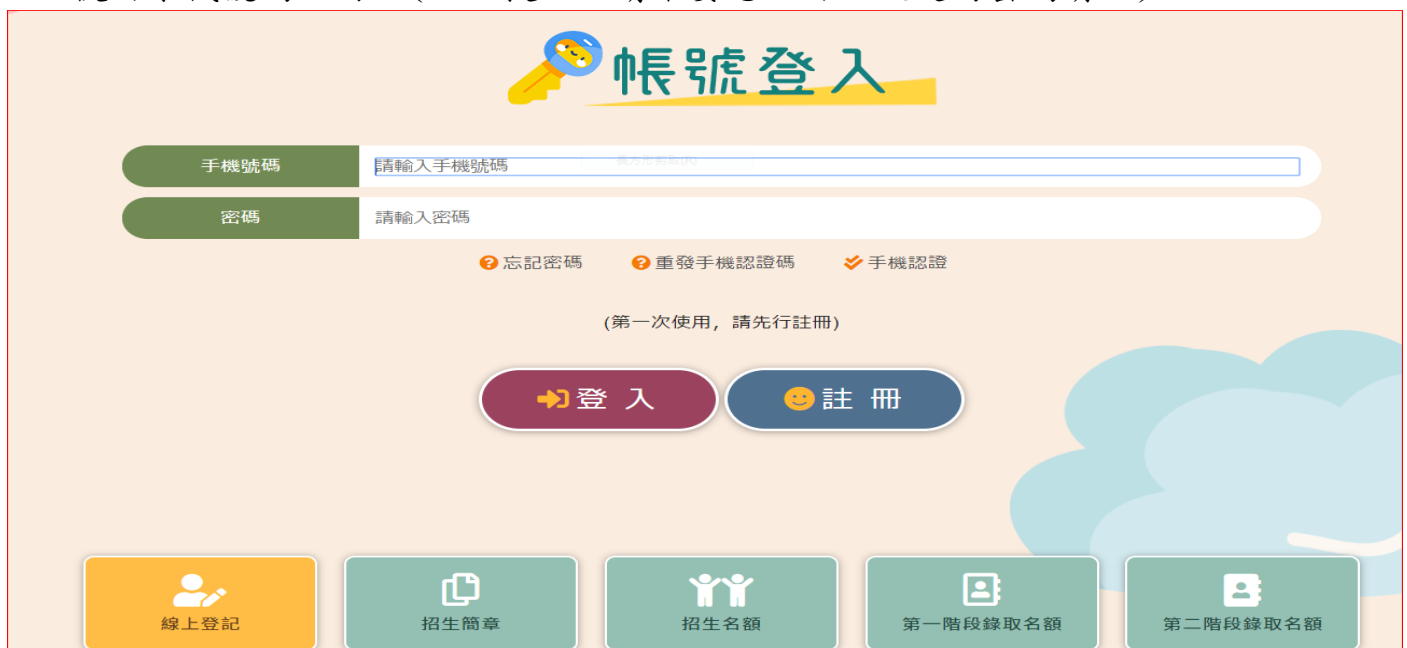 帳號登入
手機號碼 請輸入手機號碼
密碼 請輸入密碼
忘記密碼 重發手機認證碼 手機認證
(第一次使用，請先行註冊)
登 入 註 冊
線上登記 招生簡章 招生名額 第一階段錄取名額 第二階段錄取名額